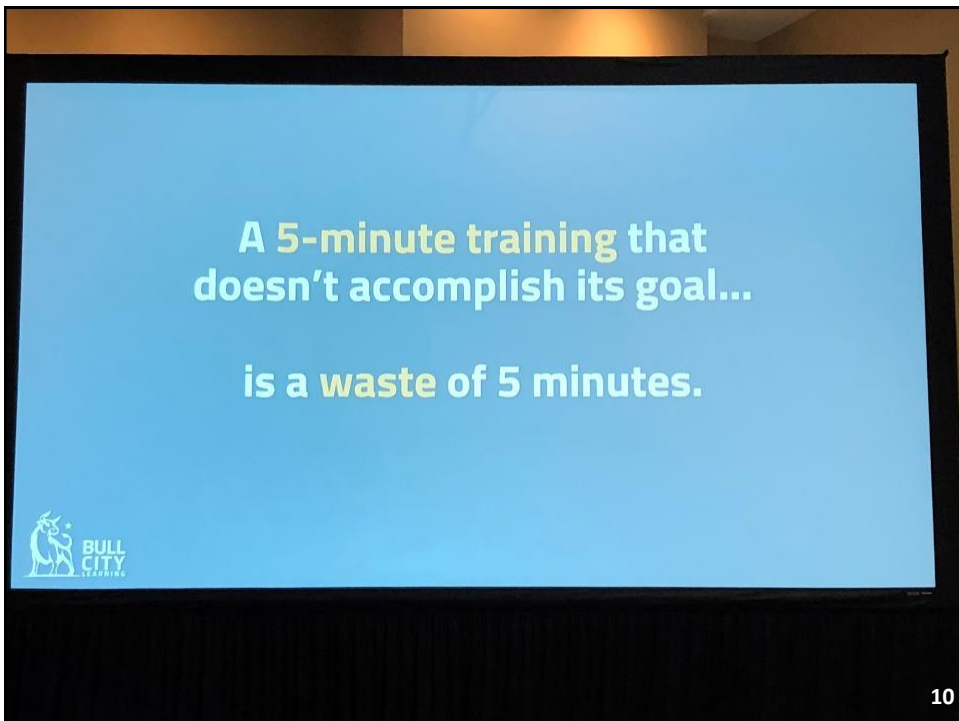 A 5-minute training that
doesn’t accomplish its goal...
is a waste of 5 minutes.
BULL
CITY
LEARNING
10